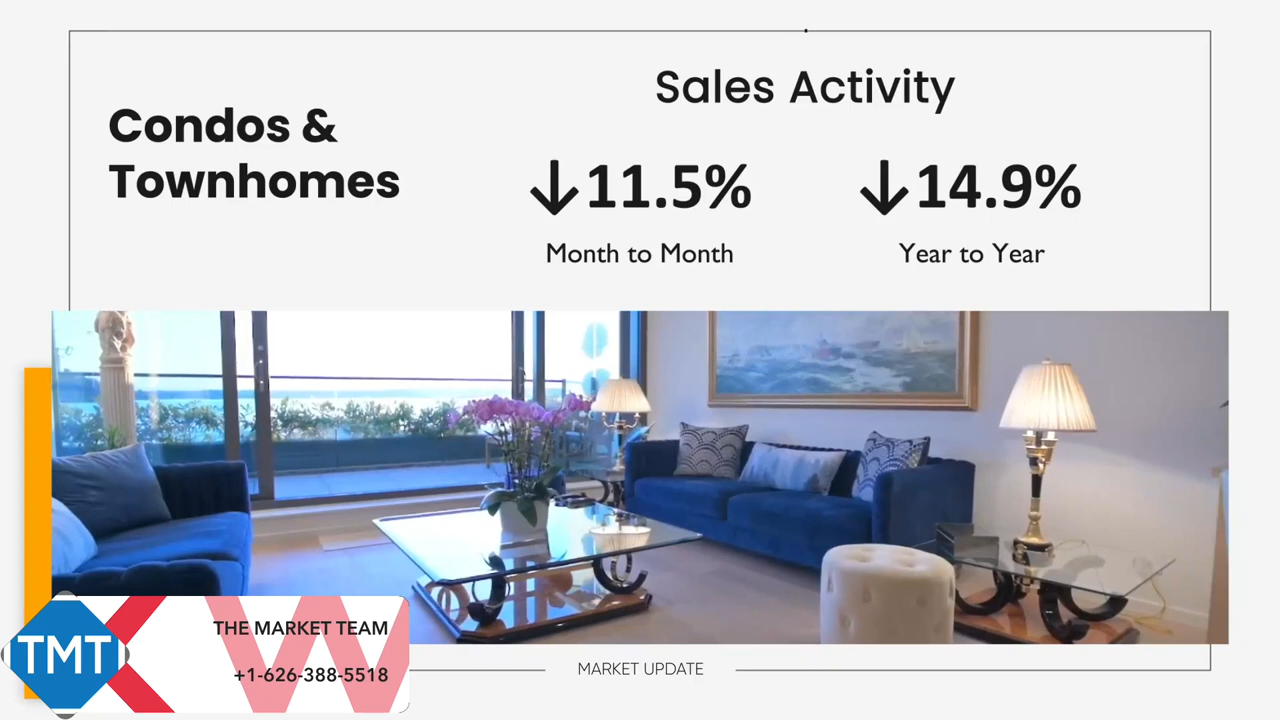 Condos &
Townhomes
Sales Activity
↓11.5%
↓14.9%
Month to Month
Year to Year
TMT
THE MARKET TEAM
+1-626-388-5518
MARKET UPDATE